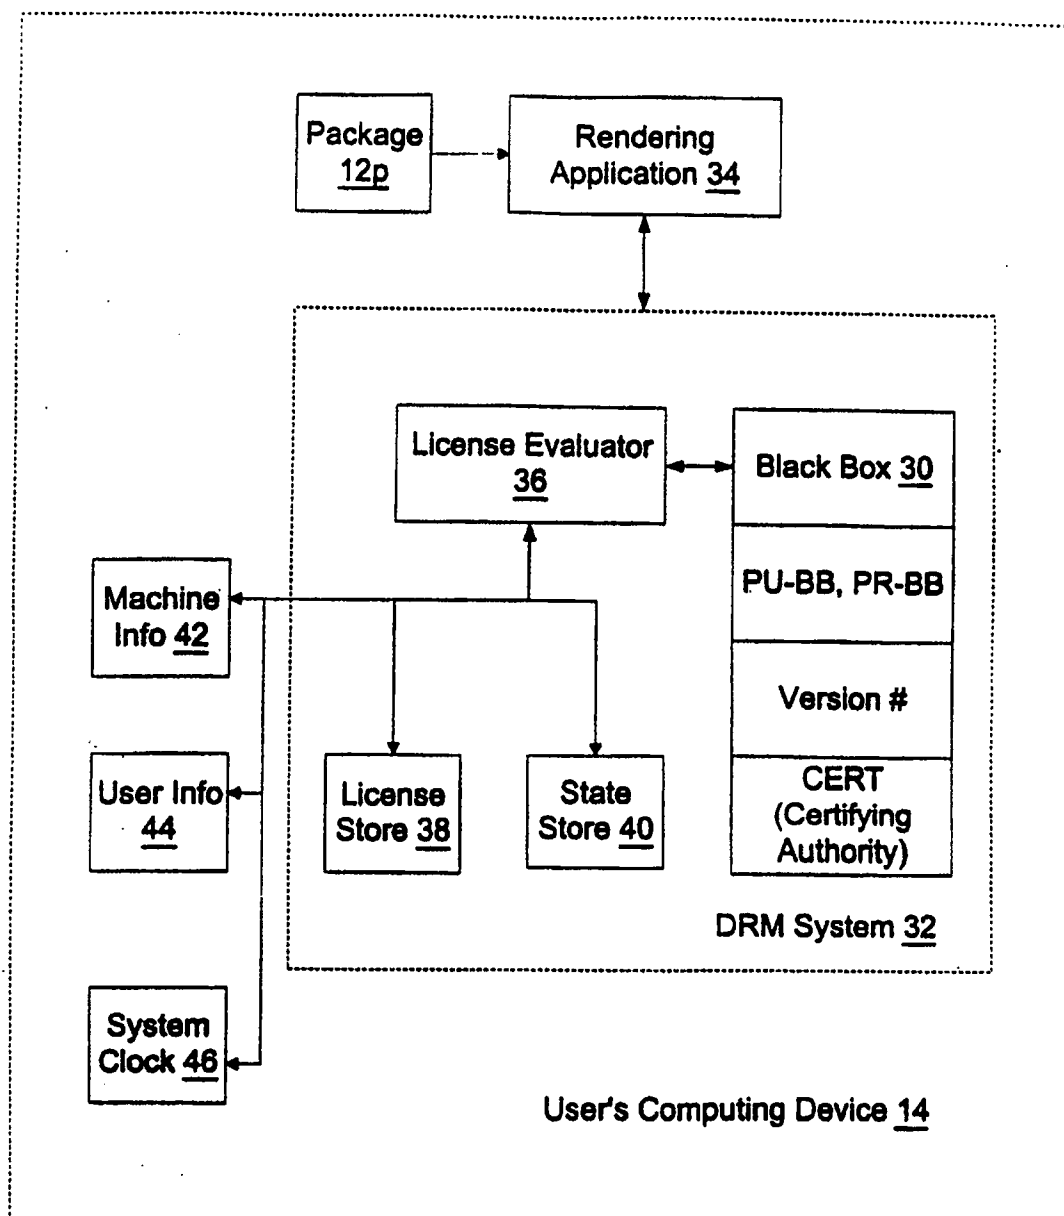 Package
12p
Rendering
Application 34
License Evaluator
36
Black Box 30
PU-BB, PR-BB
Version #
CERT
(Certifying
Authority)
Machine
Info 42
User Info
44
License
Store 38
State
Store 40
DRM System 32
System
Clock 46
User's Computing Device 14